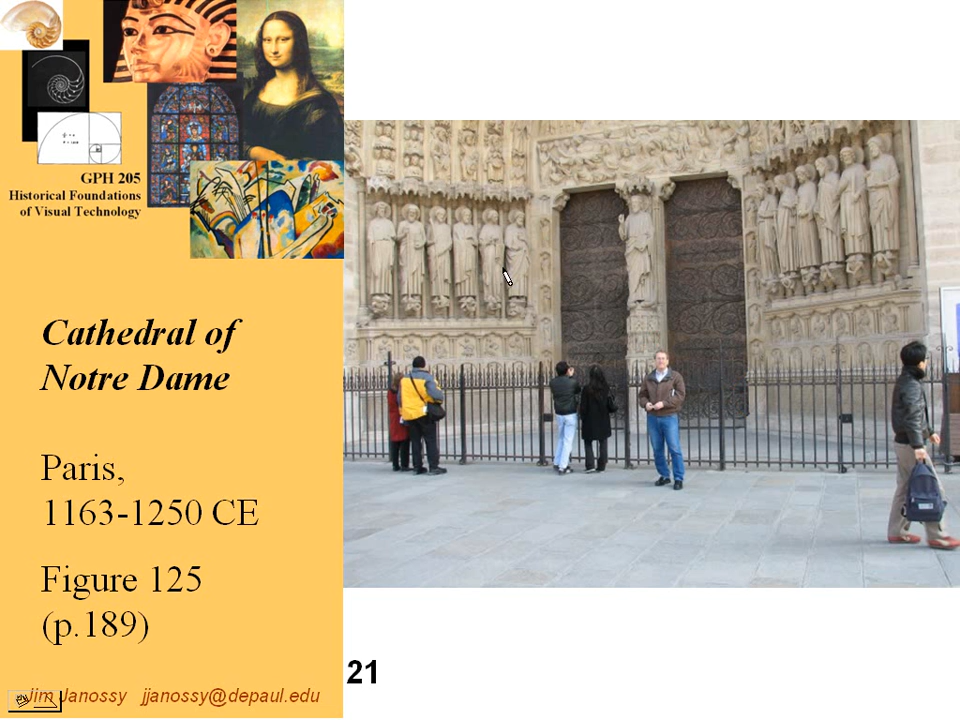 GPH 205
Historical Foundations
of Visual Technology
Cathedral of
Notre Dame
Paris,
1163-1250 CE
Figure 125
(p.189)
21
Jim Janossy jjanossy@depaul.edu